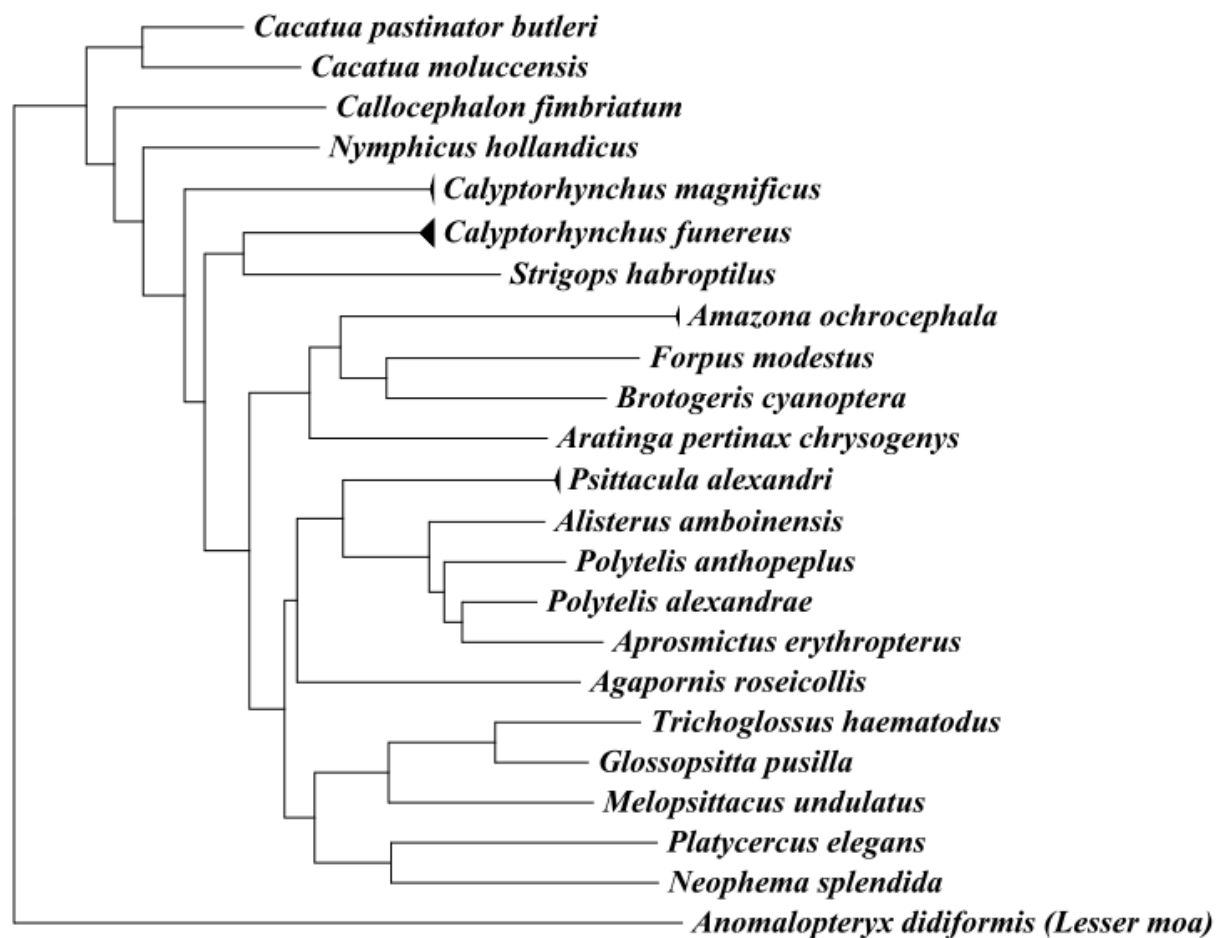 Cacatua pastinator butleri
Cacatua moluccensis
Callocephalon fimbriatum
Nymphicus hollandicus
Calyptorhynchus magnificus
Calyptorhynchus funereus
Strigops habroptilus
Amazona ochrocephala
Forpus modestus
Brotogeris cyanoptera
Aratinga pertinax chrysogenys
Psittacula alexandri
Alisterus amboinensis
Polytelis anthopeplus
Polytelis alexandrae
Aprosmictus erythropterus
Agapornis roseicollis
Trichoglossus haematodus
Glossopsitta pusilla
Melopsittacus undulatus
Platycercus elegans
Neophema splendida
Anomalopteryx didiformis (Lesser moa)